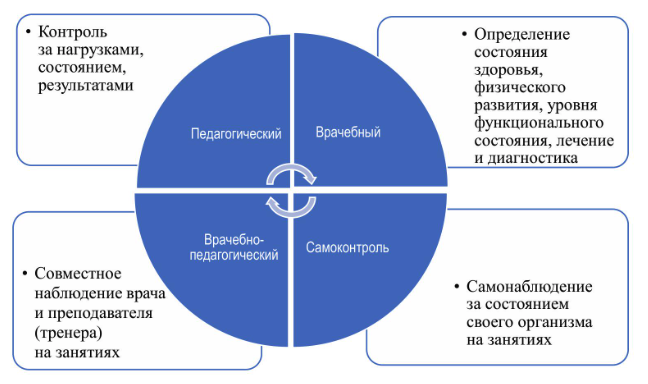 • Контроль
за нагрузками,
состоянием,
результатами
Педагогический
Врачебный
• Определение
состояния
здоровья,
физического
развития, уровня
функционального
состояния, лечение
и диагностика
Врачебно-
педагогический
Самоконтроль
• Совместное
наблюдение врача
и преподавателя
(тренера)
на занятиях
• Самонаблюдение
за состоянием
своего организма
на занятиях